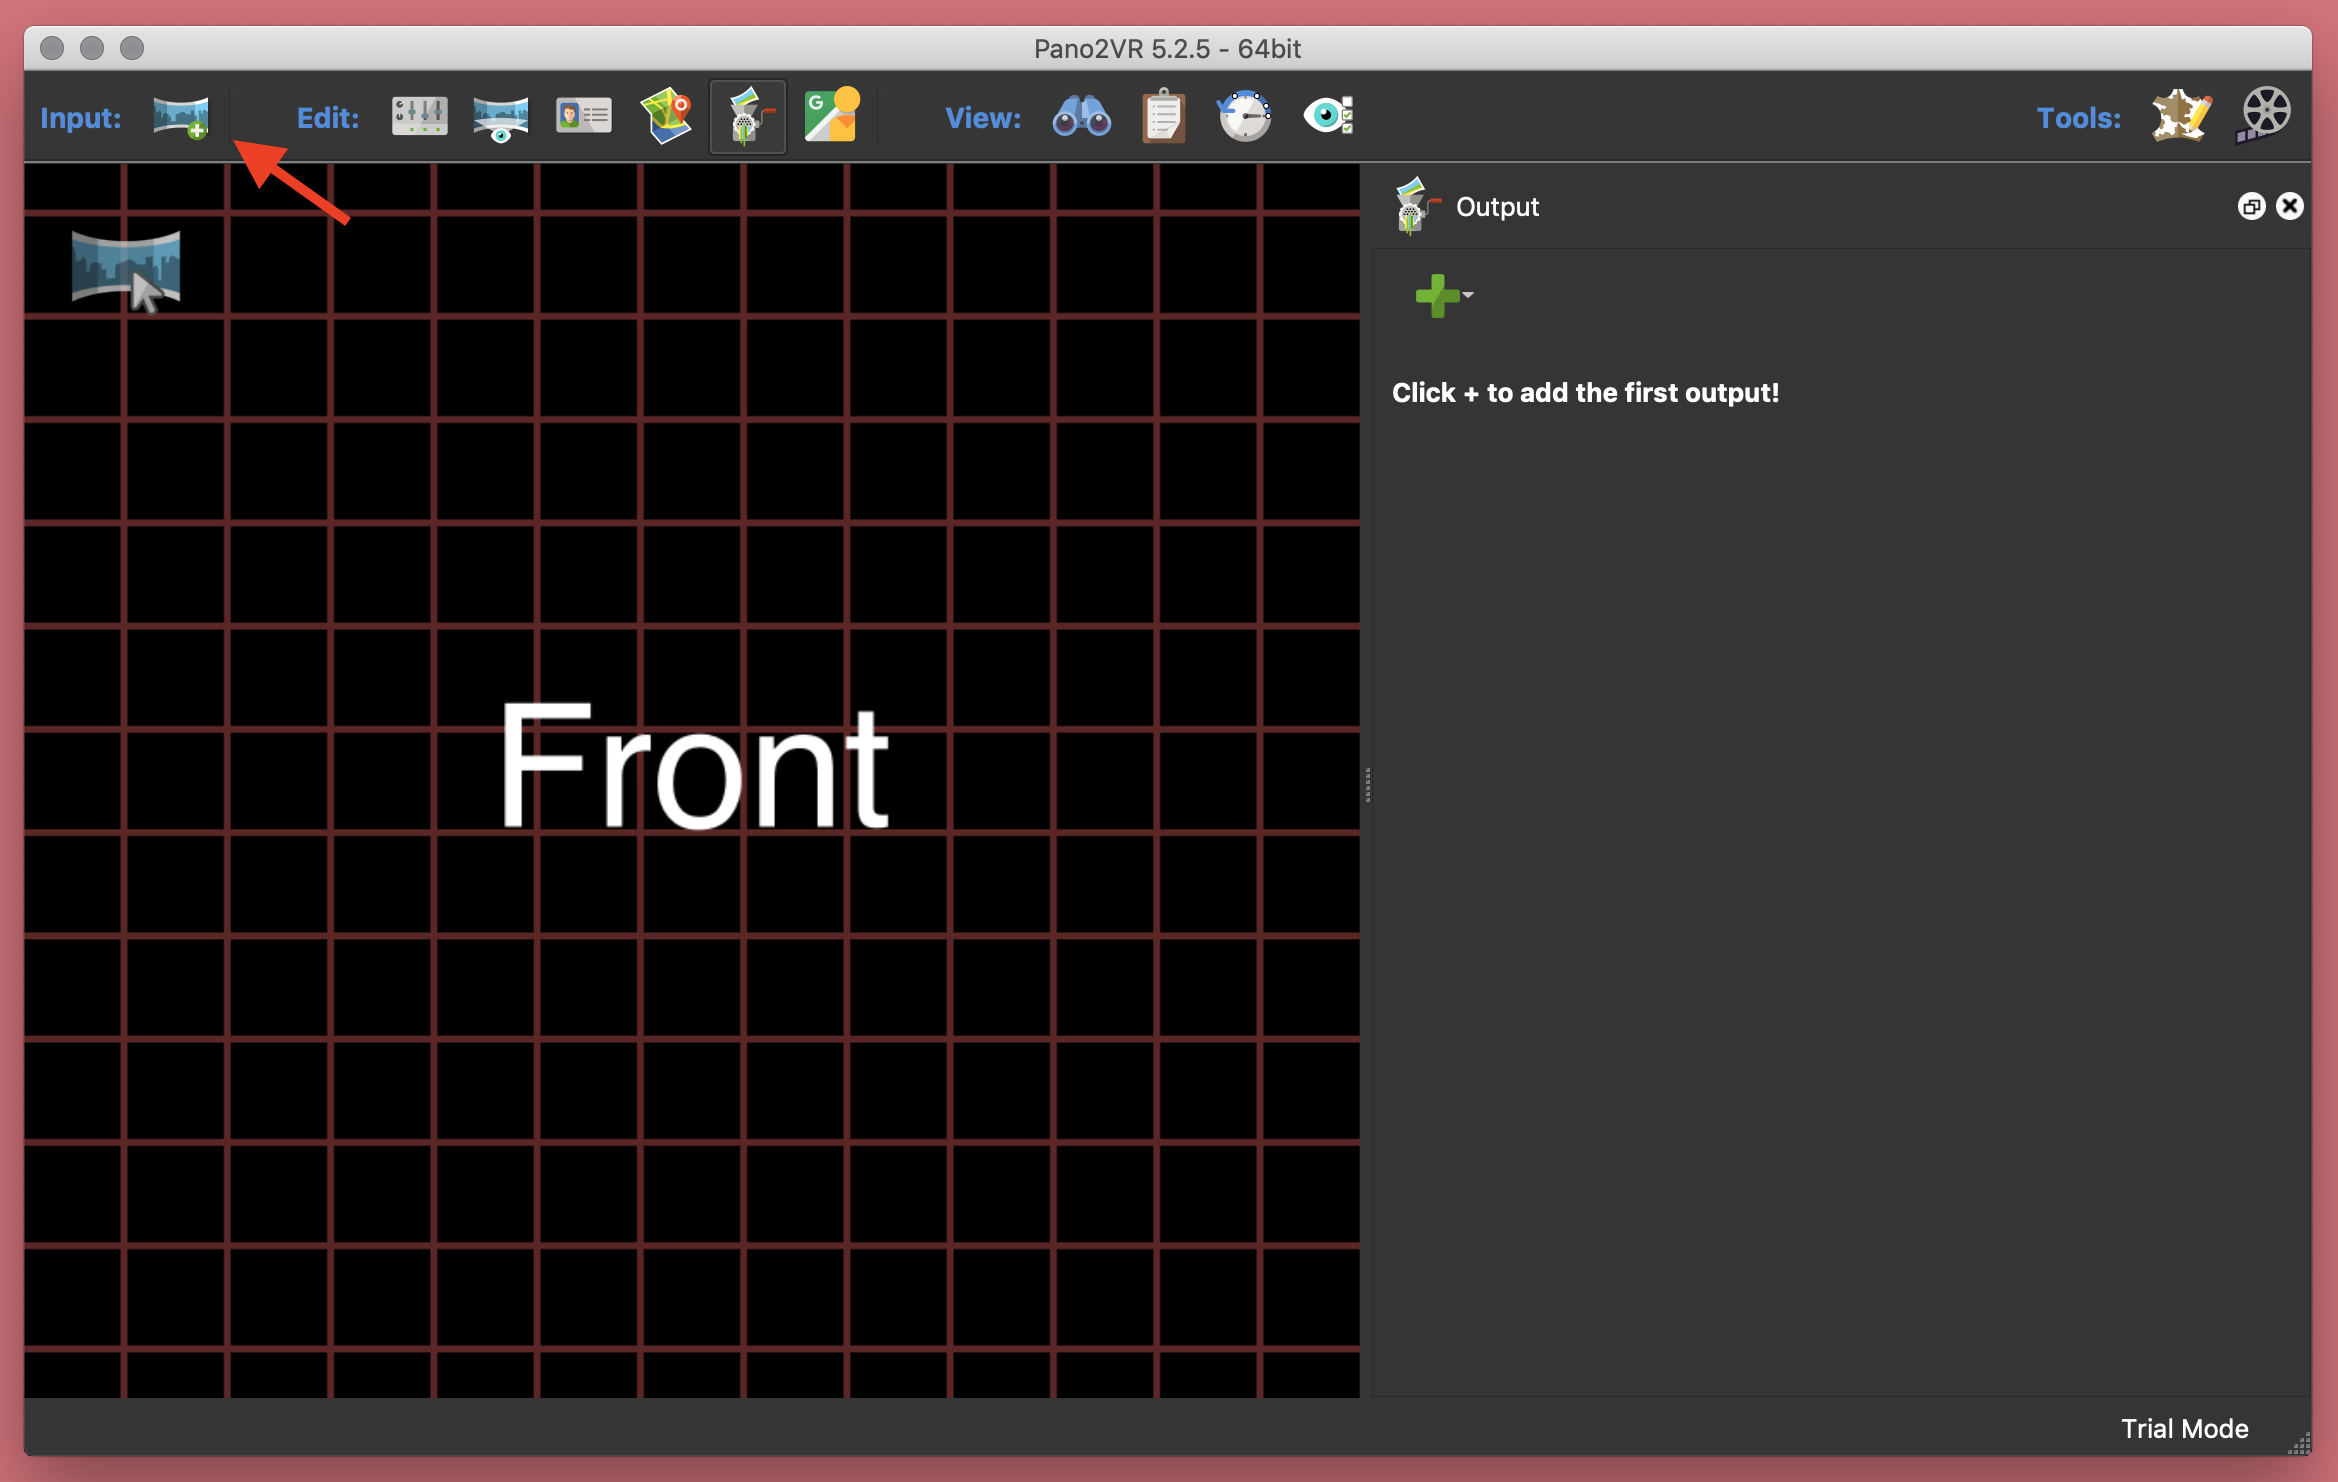 Pano2VR 5.2.5 - 64bit
Input: Edit: G View: Tools:
Output
Click + to add the first output!
Front
Trial Mode